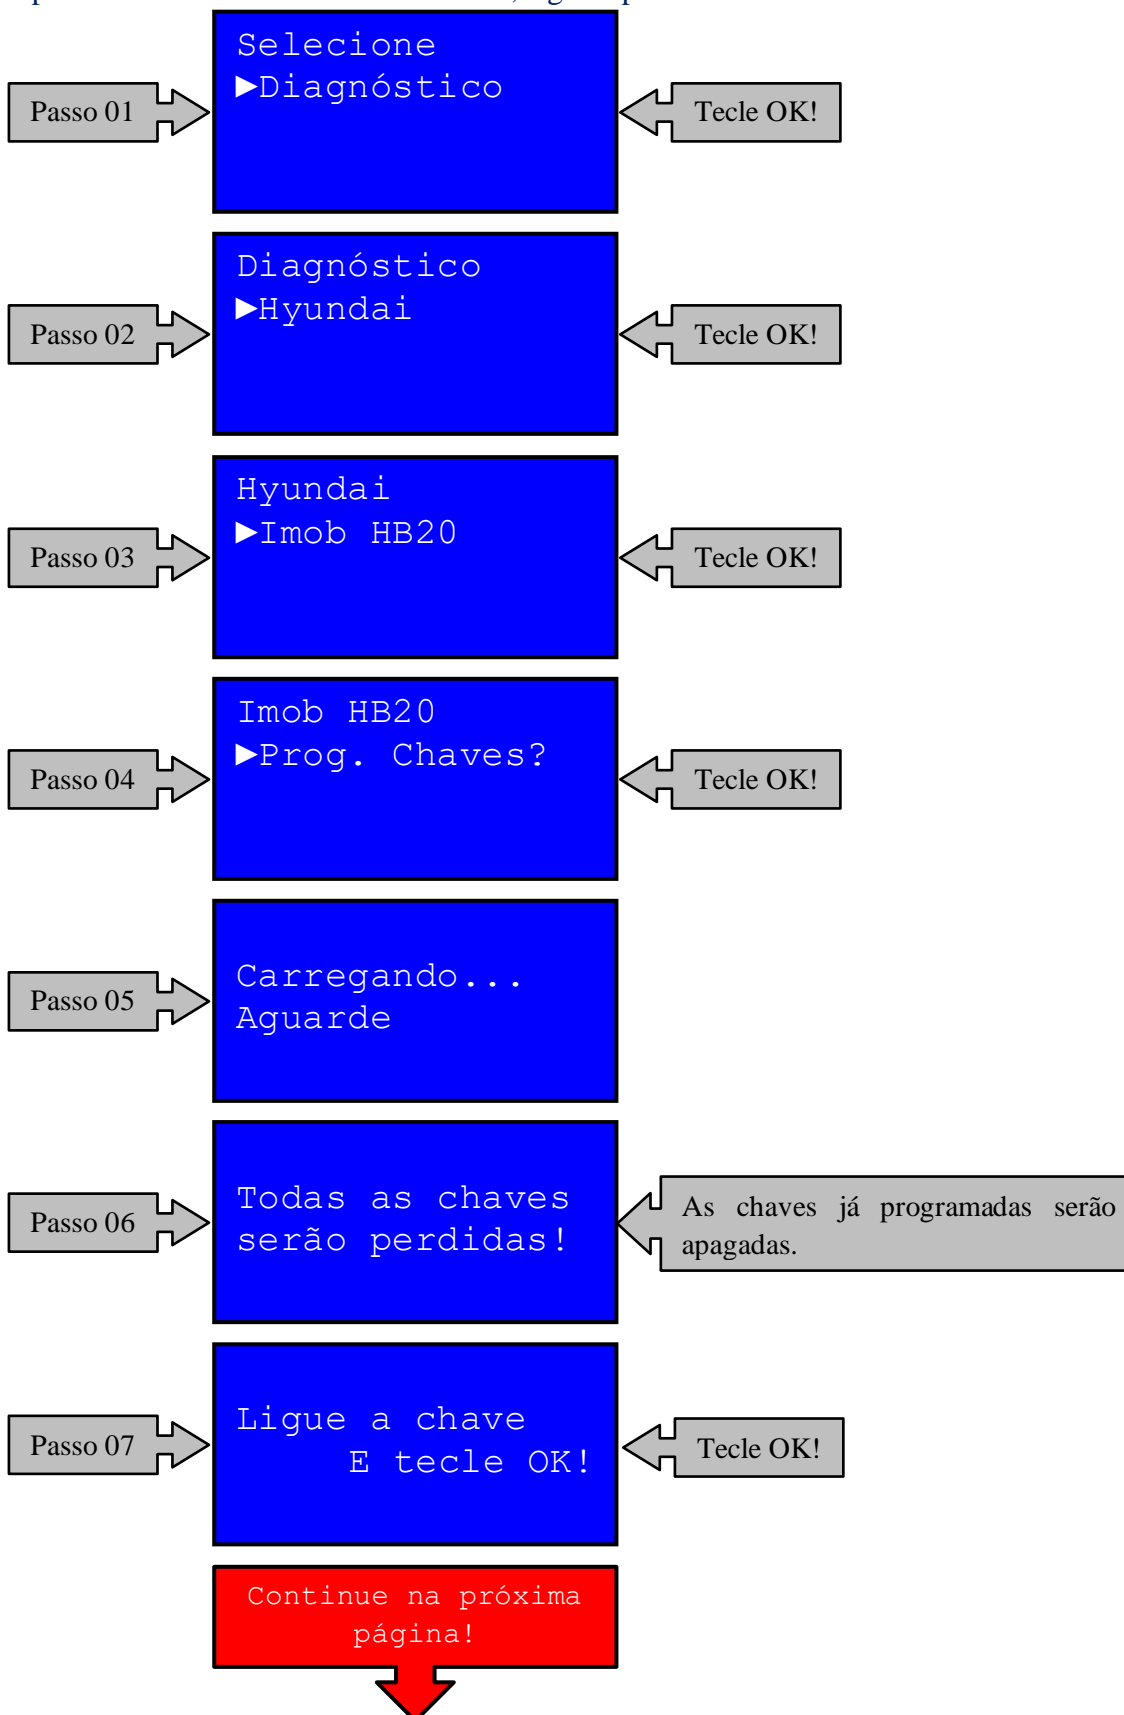 Selecione
►Diagnóstico
Passo 01
Tecle OK!
Diagnóstico
►Hyundai
Passo 02
Tecle OK!
Hyundai
►Imob HB20
Passo 03
Tecle OK!
Imob HB20
►Prog. Chaves?
Passo 04
Tecle OK!
Carregando...
Aguarde
Passo 05
Todas as chaves
serão perdidas!
Passo 06
As chaves já programadas serão
apagadas.
Ligue a chave
E tecle OK!
Passo 07
Tecle OK!
Continue na próxima
página!